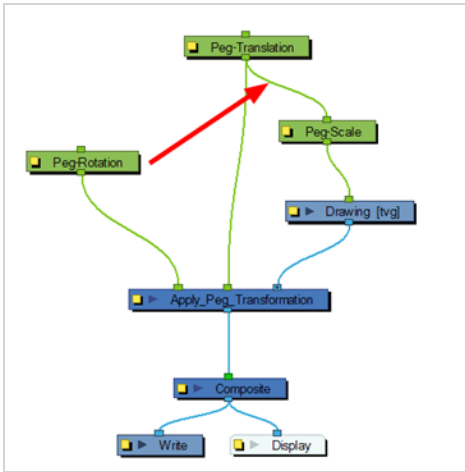 Peg-Translation
Peg-Scale
Peg-Rotation
Drawing [tvg]
Apply_Peg_Transformation
Composite
Write
Display